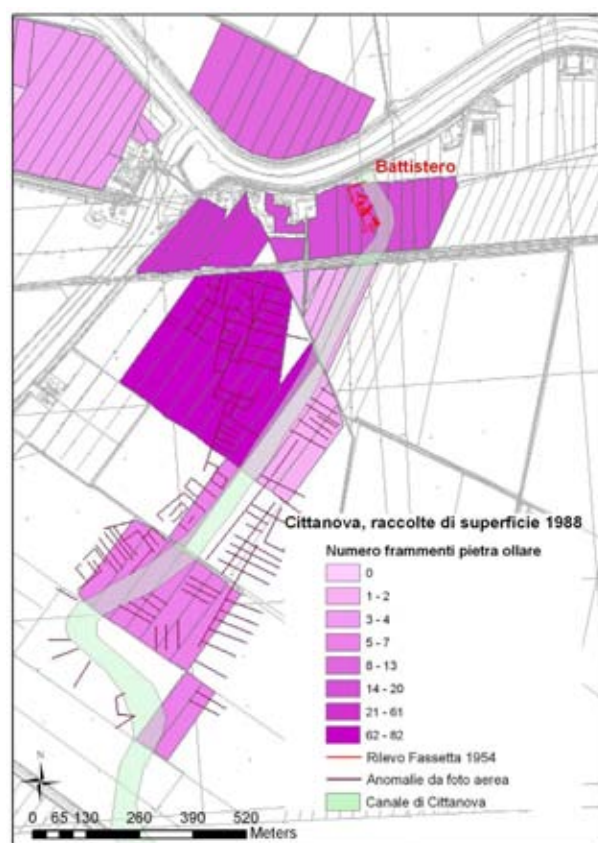 Battistero
Cittanova, raccolte di superficie 1988
Numero frammenti pietra ollare
0
1 - 2
3 - 4
5 - 7
8 - 13
14 - 20
21 - 61
62 - 82
Rilevo Fassetta 1954
Anomalie da foto aerea
Canale di Cittanova
N
0 65 130 260 390 520
Meters